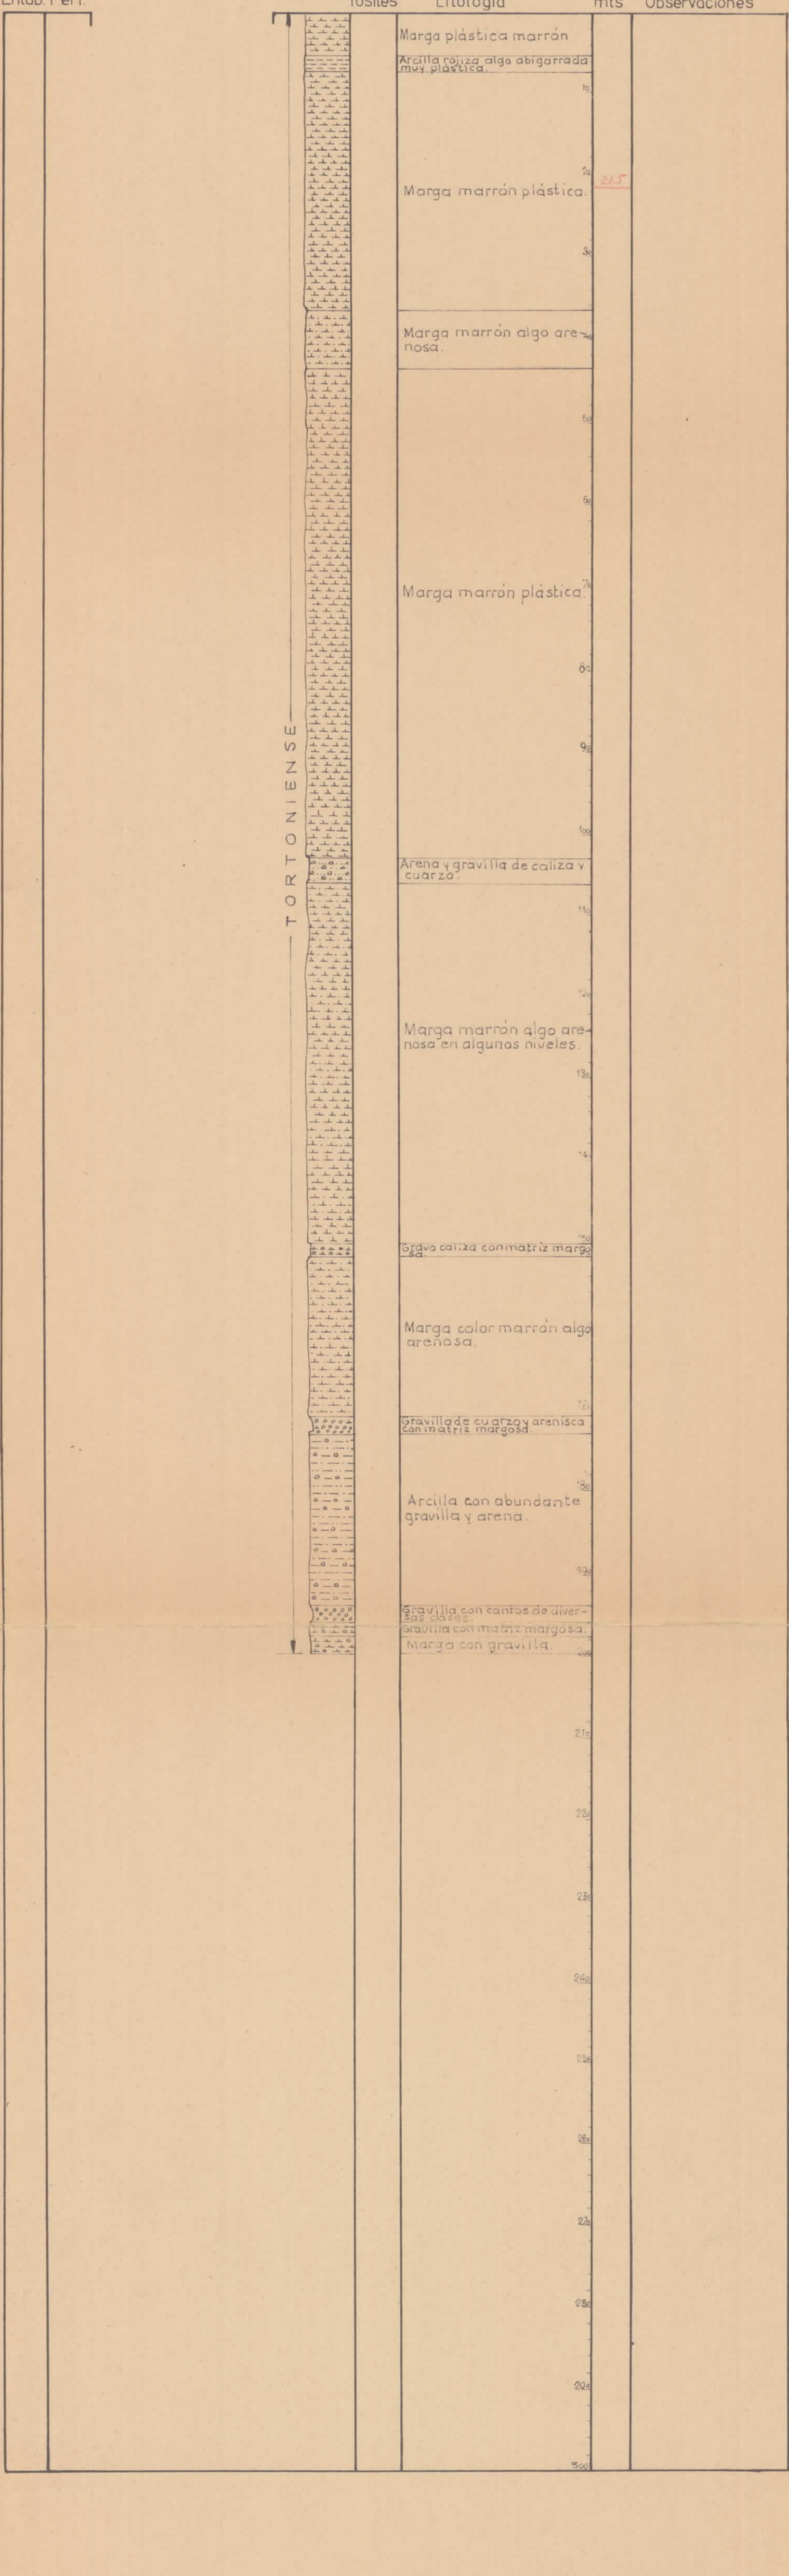 Litología
mts
Observaciones
Marga plástica marrón
Arcilla rojiza algo abigarrada
muy plástica.
10
20
21.5
Marga marrón plástica.
30
Marga marrón algo are-
nosa.
50
60
70
Marga marrón plástica.
80
90
TORTONIENSE
100
Arena y gravilla de caliza y
cuarzo.
110
120
Marga marrón algo are-
nosa en algunos niveles.
130
14
150
Grava caliza con matriz margo
sa.
Marga color marrón algo
arenosa.
17
Gravilla de cuarzo y arenisca
con matriz margosa
180
Arcilla con abundante
gravilla y arena.
190
Gravilla con cantos de diver-
sas clases.
Gravilla con matriz margosa.
Marga con gravilla.
200
210
220
230
240
250
260
270
280
300